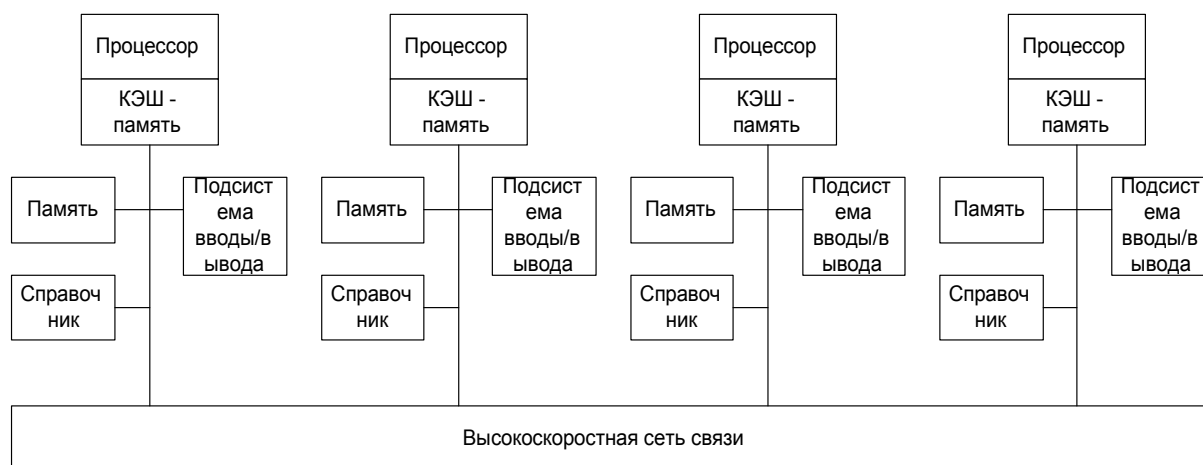 Процессор
КЭШ -
память
Память
Подсист
ема
вводы/в
ывода
Справоч
ник
Процессор
КЭШ -
память
Память
Подсист
ема
вводы/в
ывода
Справоч
ник
Процессор
КЭШ -
память
Память
Подсист
ема
вводы/в
ывода
Справоч
ник
Процессор
КЭШ -
память
Память
Подсист
ема
вводы/в
ывода
Справоч
ник
Высокоскоростная сеть связи